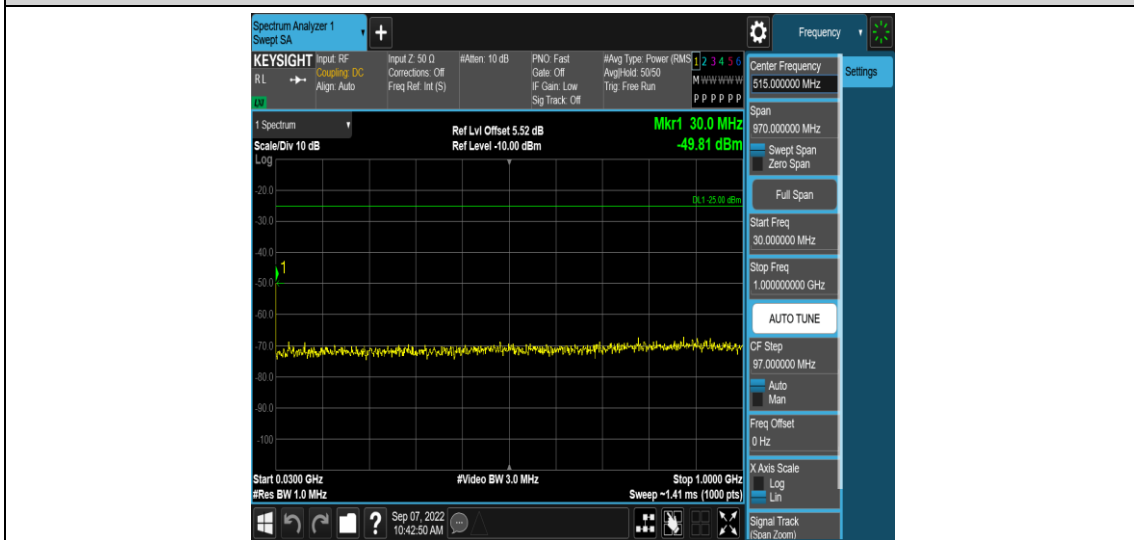 Spectrum Analyzer 1
Swept SA
+
Frequency
KEYSIGHT
RL
LNI
Input: RF
Coupling: DC
Align: Auto
Input Z: 50 Ω
Corrections: Off
Freq Ref: Int (S)
#Atten: 10 dB
PNO: Fast
Gate: Off
IF Gain: Low
Sig Track: Off
#Avg Type: Power (RMS
Avg|Hold: 50/50
Trig: Free Run
1 2 3 4 5 6
M W W W W W
P P P P P P
1 Spectrum
Scale/Div 10 dB
Ref Lvl Offset 5.52 dB
Ref Level -10.00 dBm
Mkr1 30.0 MHz
-49.81 dBm
Log
DL1 -25.00 dBm
1
-20.0
-30.0
-40.0
-50.0
-60.0
-70.0
-80.0
-90.0
-100
Start 0.0300 GHz
#Res BW 1.0 MHz
#Video BW 3.0 MHz
Stop 1.0000 GHz
Sweep ~1.41 ms (1000 pts)
?
Sep 07, 2022
10:42:50 AM
Center Frequency
515.000000 MHz
Settings
Span
970.000000 MHz
Swept Span
Zero Span
Full Span
Start Freq
30.000000 MHz
Stop Freq
1.000000000 GHz
AUTO TUNE
CF Step
97.000000 MHz
Auto
Man
Freq Offset
0 Hz
X Axis Scale
Log
Lin
Signal Track
(Span Zoom)